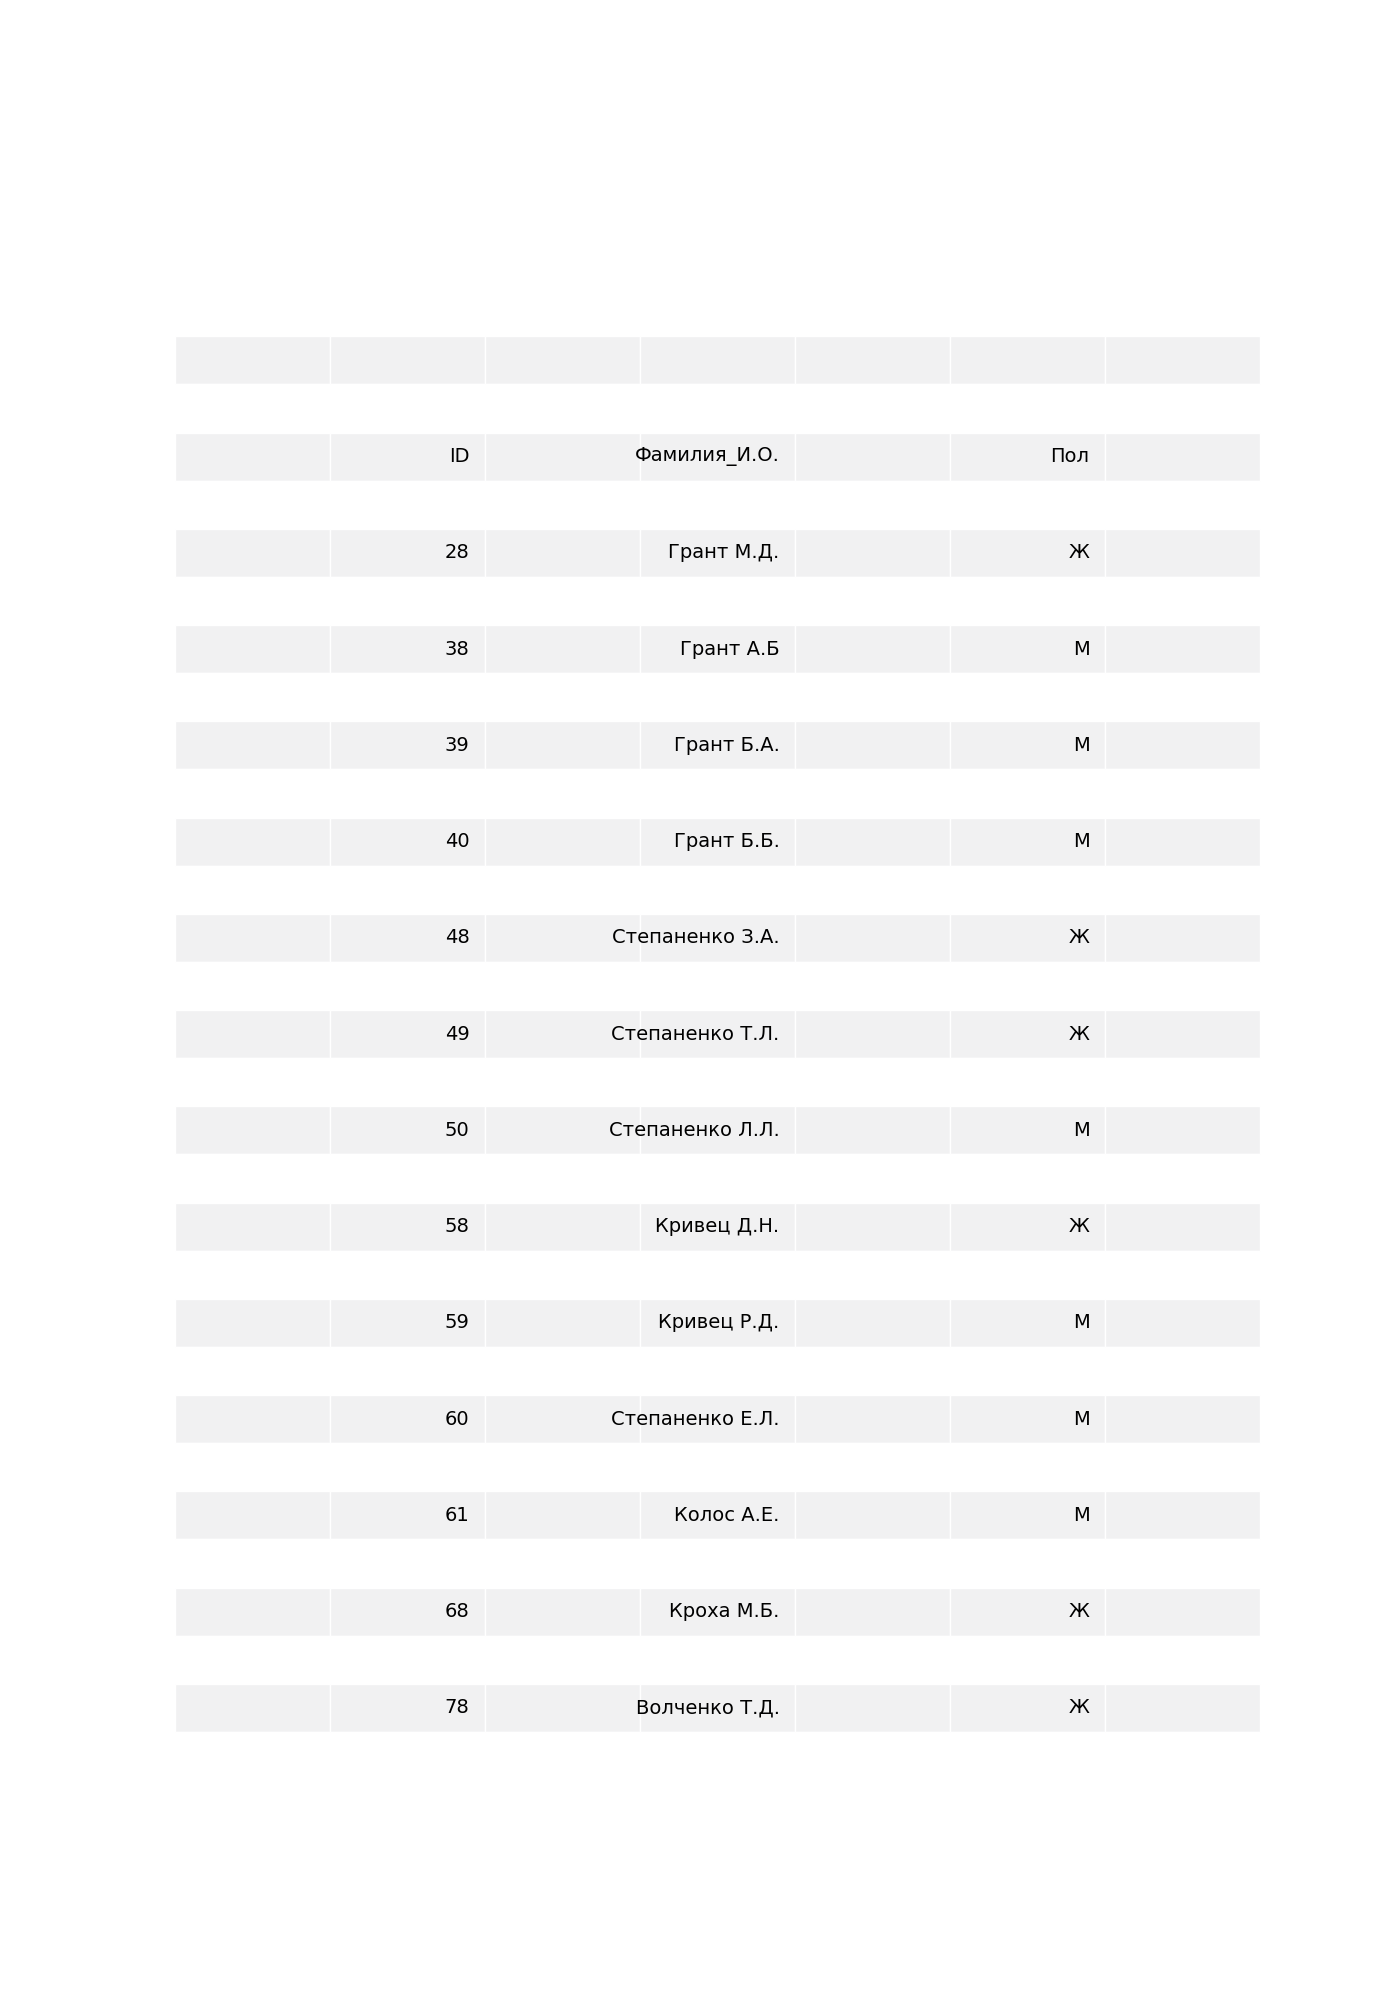 ID Фамилия_И.О. Пол
28 Грант М.Д. Ж
38 Грант А.Б М
39 Грант Б.А. М
40 Грант Б.Б. М
48 Степаненко З.А. Ж
49 Степаненко Т.Л. Ж
50 Степаненко Л.Л. М
58 Кривец Д.Н. Ж
59 Кривец Р.Д. М
60 Степаненко Е.Л. М
61 Колос А.Е. М
68 Кроха М.Б. Ж
78 Волченко Т.Д. Ж